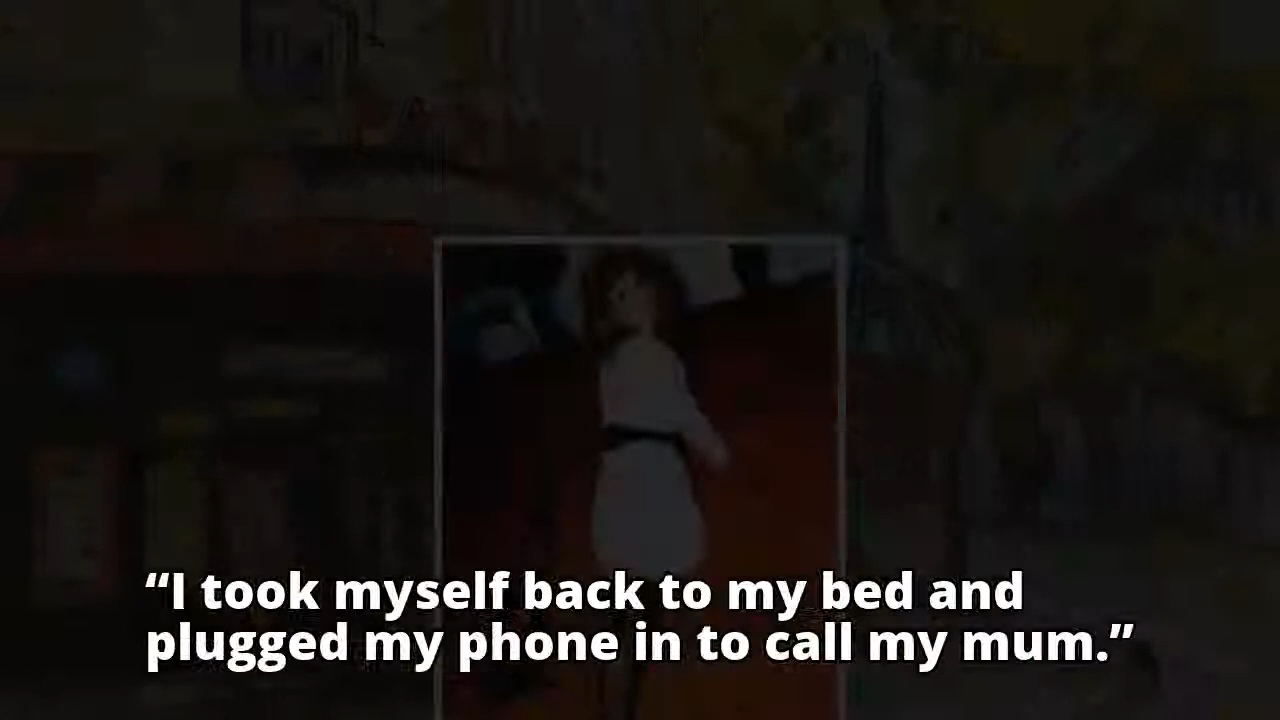 “I took myself back to my bed and
plugged my phone in to call my mum.”